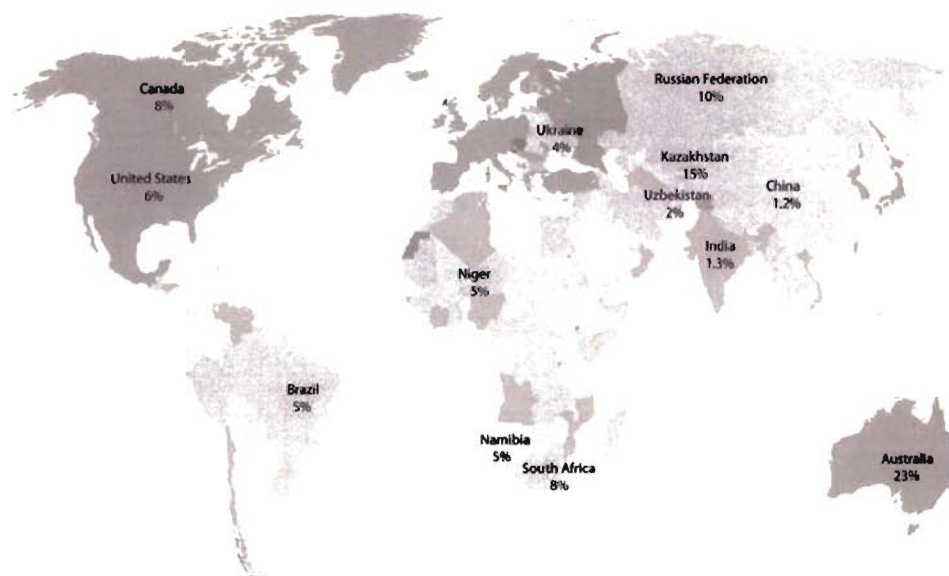 Canada
8%
Russian Federation
10%
Ukraine
4%
Kazakhstan
15%
United States
6%
Uzbekistan
2%
China
1.2%
India
1.3%
Niger
5%
Brazil
5%
Namibia
5%
South Africa
8%
Australia
23%